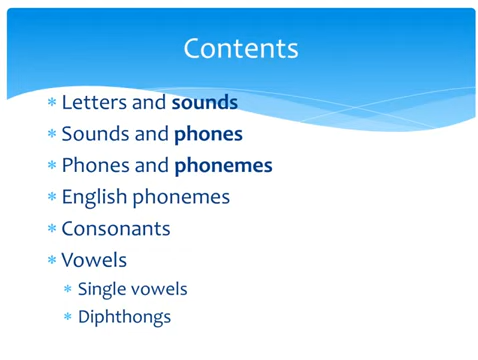 Contents
* Letters and sounds
* Sounds and phones
* Phones and phonemes
* English phonemes
* Consonants
* Vowels
* Single vowels
* Diphthongs